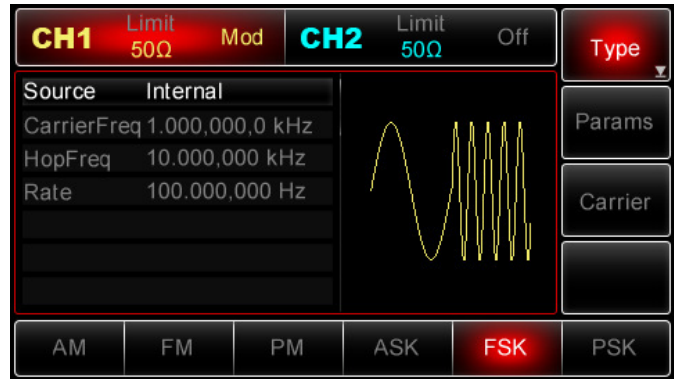 CH1 Limit 50Ω Mod CH2 Limit 50Ω Off
Type
Source Internal
CarrierFreq 1.000,000,0 kHz
Params
HopFreq 10.000,000 kHz
Rate 100.000,000 Hz
Carrier
AM FM PM ASK FSK PSK